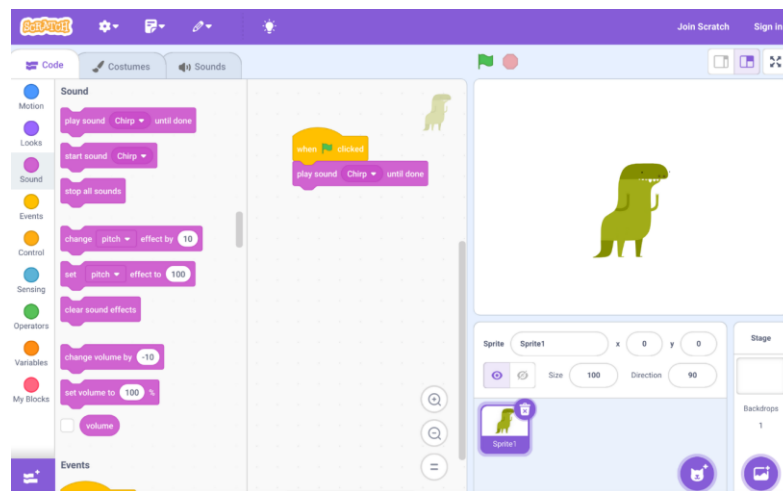 SCRATCH
Join Scratch
Sign in
Code
Costumes
Sounds
Motion
Looks
Sound
Events
Control
Sensing
Operators
Variables
My Blocks
Sound
play sound Chirp until done
start sound Chirp
stop all sounds
change pitch effect by 10
set pitch effect to 100
clear sound effects
change volume by -10
set volume to 100 %
volume
Events
when clicked
play sound Chirp until done
Sprite Sprite1 x 0 y 0
Size 100 Direction 90
Sprite1
Stage
Backdrops
1